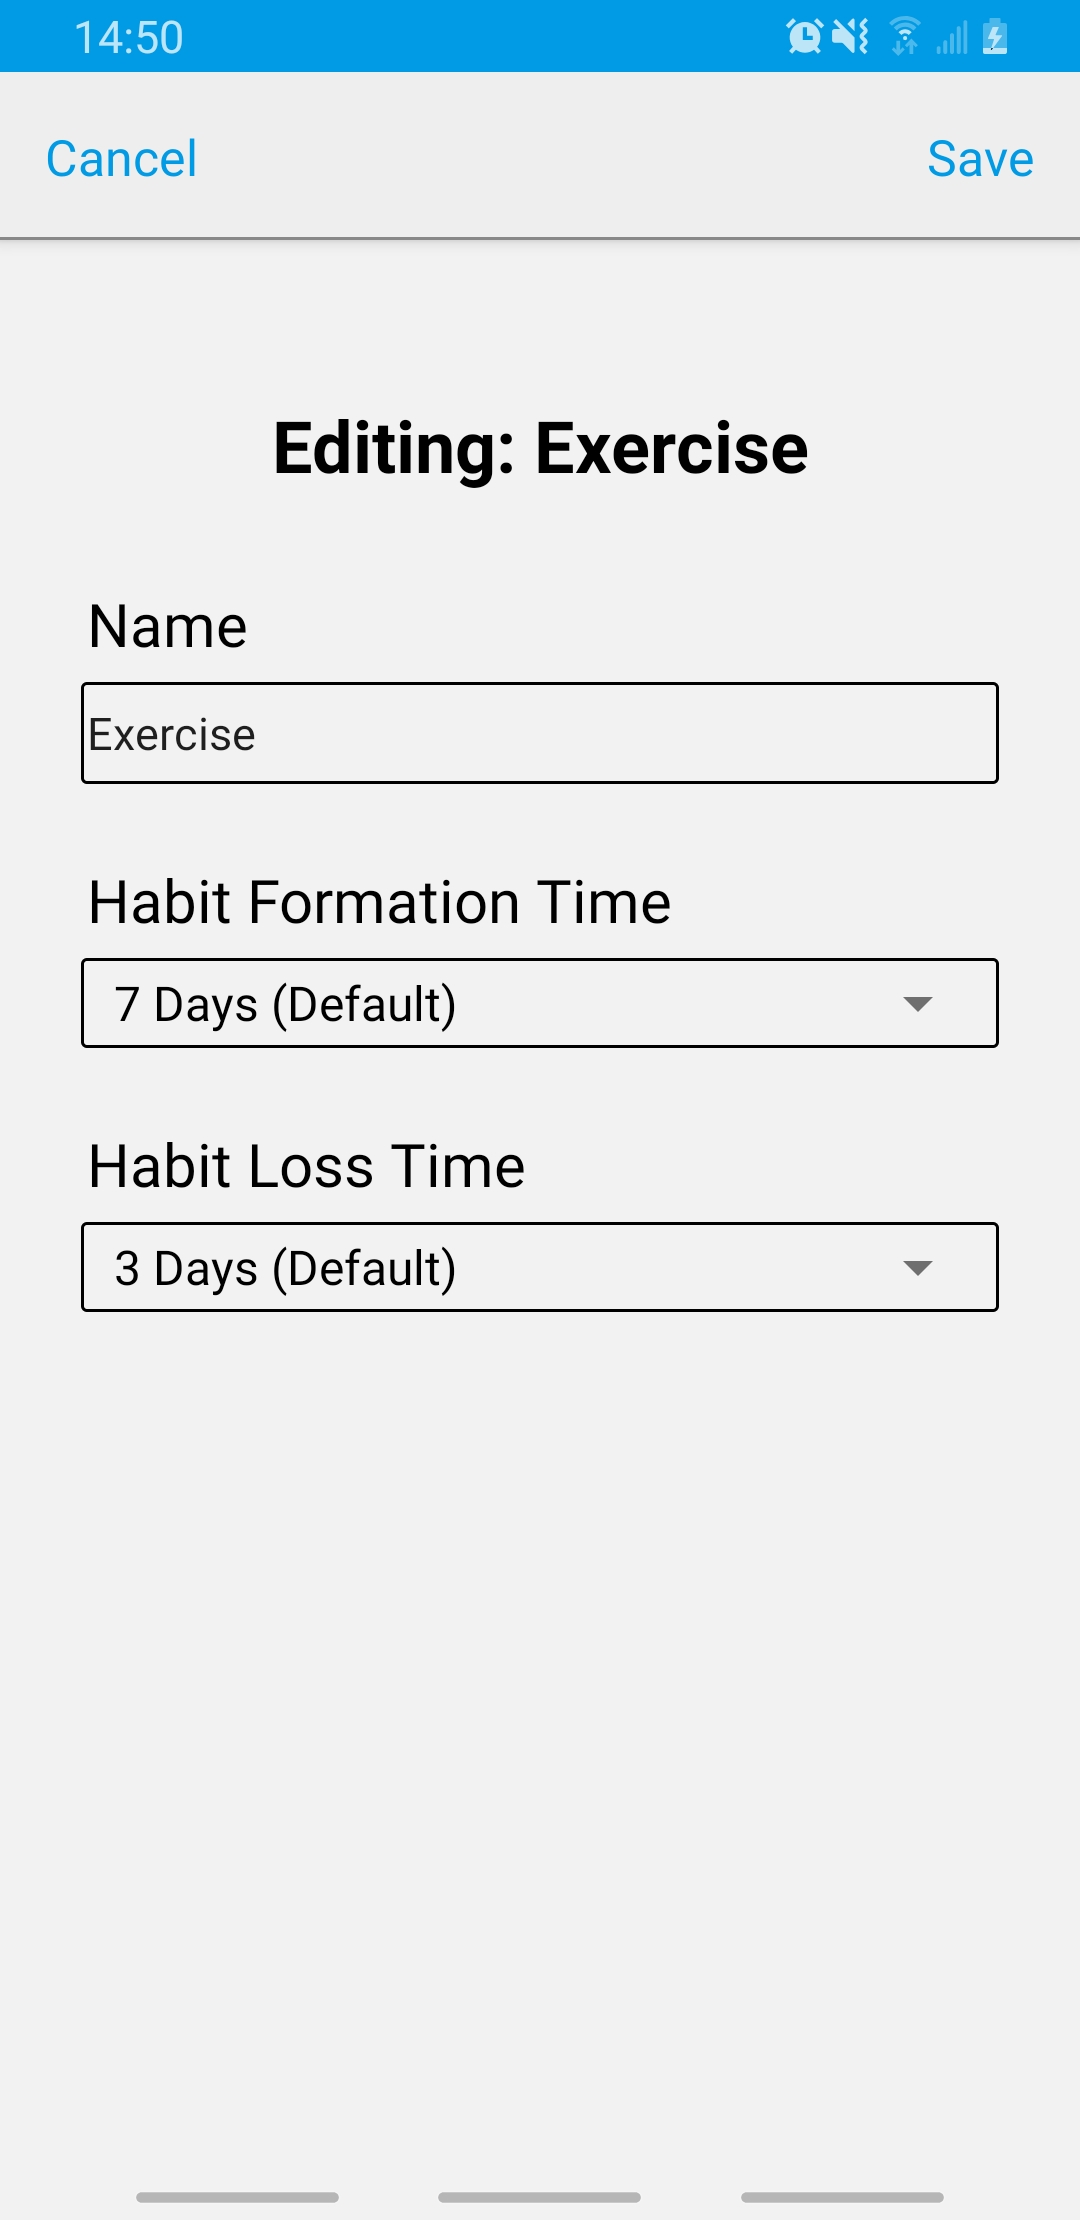 14:50
Cancel
Save
Editing: Exercise
Name
Exercise
Habit Formation Time
7 Days (Default)
Habit Loss Time
3 Days (Default)